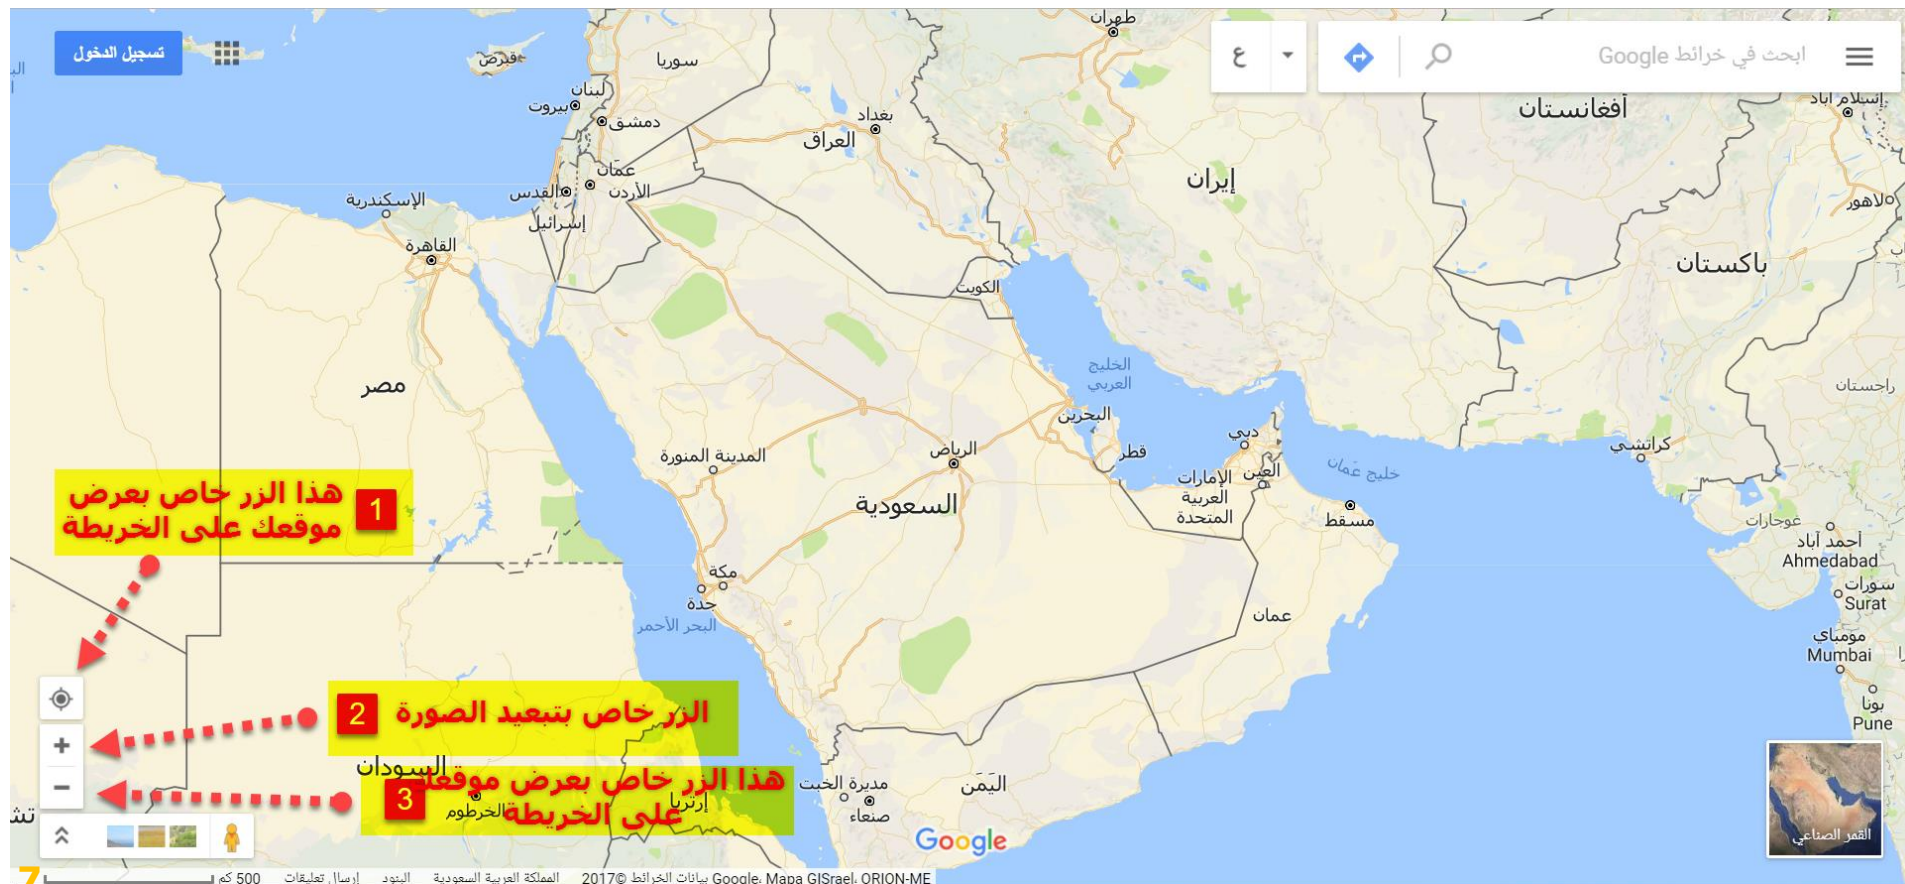 ابحث في خرائط Google
ع
تسجيل الدخول
طهران
قبرص
سوريا
لبنان
بيروت
دمشق
بغداد
العراق
أفغانستان
إسلام آباد
عمّان
القدس
الأردن
إسرائيل
إيران
الإسكندرية
لاهور
القاهرة
باكستان
الكويت
مصر
الخليج
العربي
راجستان
البحرين
دبي
كراتشي
قطر
المدينة المنورة
الرياض
خليج عُمان
العين
الإمارات
العربية
المتحدة
السعودية
مسقط
غوجارات
أحمد آباد
Ahmedabad
1
هذا الزر خاص بعرض
موقعك على الخريطة
مكة
جدة
البحر الأحمر
عمان
سورات
Surat
مومباي
Mumbai
بونا
Pune
2
الزر خاص بتبعيد الصورة
السودان
3
هذا الزر خاص بعرض موقعك
على الخريطة
الخرطوم
إرتريا
مديرة الخبت
صنعاء
اليَمَن
القمر الصناعي
Google
بيانات الخرائط ©2017 Google، Mapa GISrael، ORION-ME
المملكة العربية السعودية
البنود
إرسال تعليقات
500 كم
7